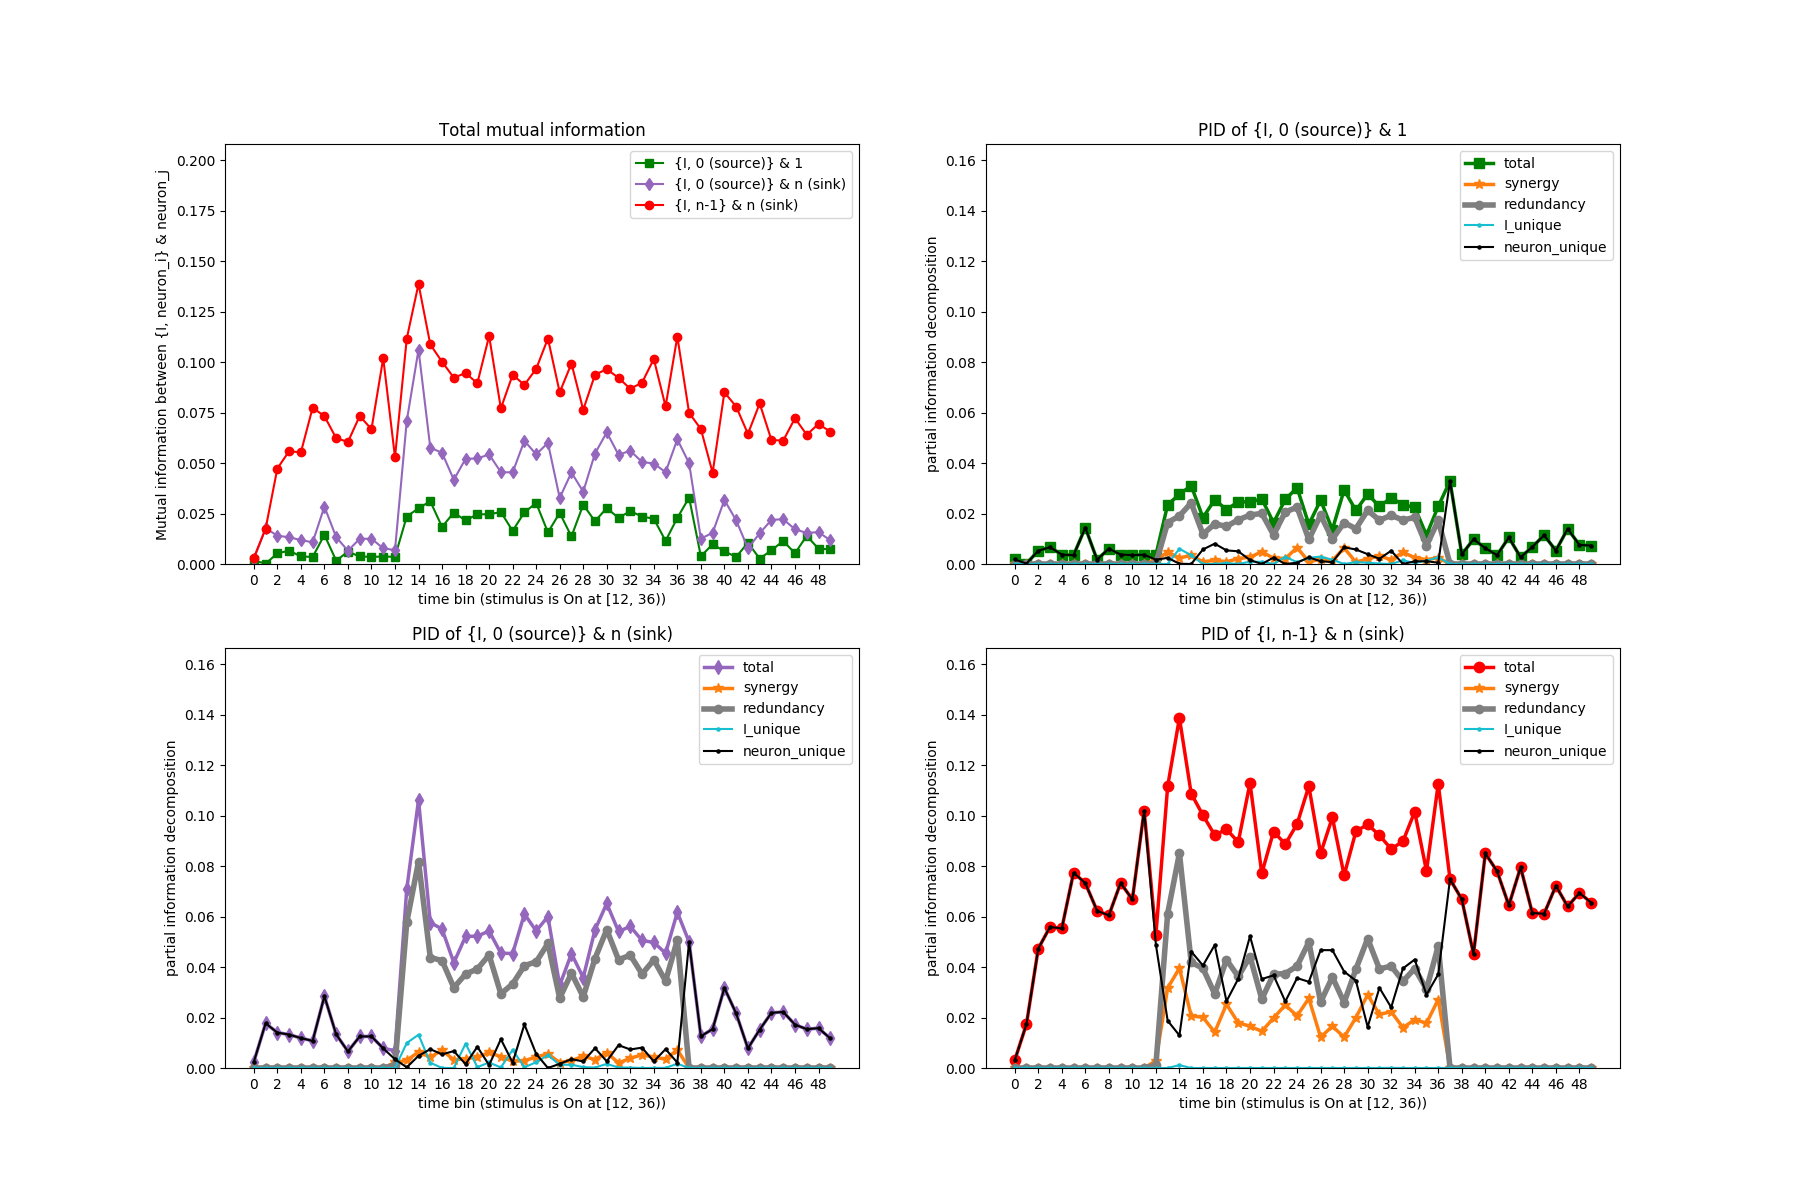 Total mutual information
Mutual information between {I, neuron_i} & neuron_j
0.200
0.175
0.150
0.125
0.100
0.075
0.050
0.025
0.000
{I, 0 (source)} & 1
{I, 0 (source)} & n (sink)
{I, n-1} & n (sink)
0 2 4 6 8 10 12 14 16 18 20 22 24 26 28 30 32 34 36 38 40 42 44 46 48
time bin (stimulus is On at [12, 36))
PID of {I, 0 (source)} & 1
partial information decomposition
0.16
0.14
0.12
0.10
0.08
0.06
0.04
0.02
0.00
total
synergy
redundancy
I_unique
neuron_unique
0 2 4 6 8 10 12 14 16 18 20 22 24 26 28 30 32 34 36 38 40 42 44 46 48
time bin (stimulus is On at [12, 36))
PID of {I, 0 (source)} & n (sink)
partial information decomposition
0.16
0.14
0.12
0.10
0.08
0.06
0.04
0.02
0.00
total
synergy
redundancy
I_unique
neuron_unique
0 2 4 6 8 10 12 14 16 18 20 22 24 26 28 30 32 34 36 38 40 42 44 46 48
time bin (stimulus is On at [12, 36))
PID of {I, n-1} & n (sink)
partial information decomposition
0.16
0.14
0.12
0.10
0.08
0.06
0.04
0.02
0.00
total
synergy
redundancy
I_unique
neuron_unique
0 2 4 6 8 10 12 14 16 18 20 22 24 26 28 30 32 34 36 38 40 42 44 46 48
time bin (stimulus is On at [12, 36))